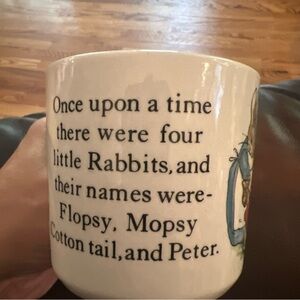 Once upon a time
there were four
little Rabbits, and
their names were-
Flopsy, Mopsy
Cotton tail, and Peter.